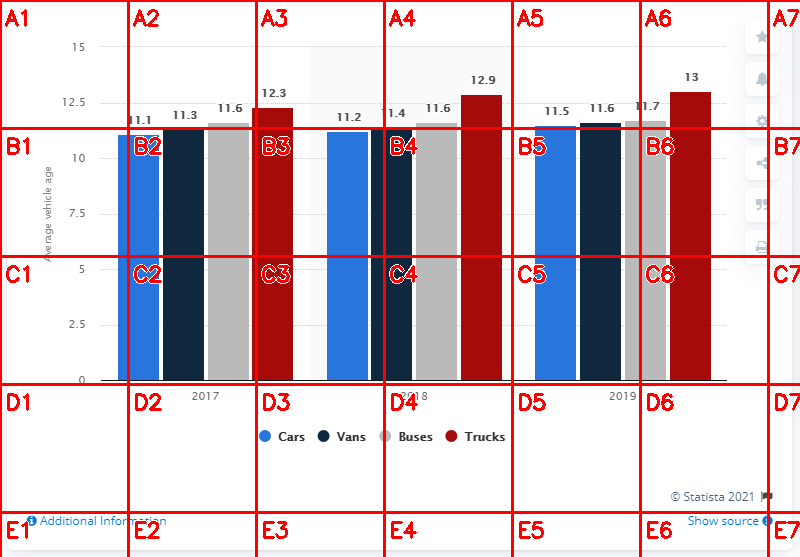 A1 A2 A3 A4 A5 A6 A7
15
12.9
13
12.3
12.5
11.1 11.3 11.6 11.2 11.4 11.6 11.5 11.6 11.7
B1 B2 B3 B4 B5 B6 B7
10
Average vehicle age
7.5
C1 C2 C3 C4 C5 C6 C7
5
2.5
0
2017 2018 2019
D1 D2 D3 D4 D5 D6 D7
Cars Vans Buses Trucks
© Statista 2021
Additional Information Show source
E1 E2 E3 E4 E5 E6 E7